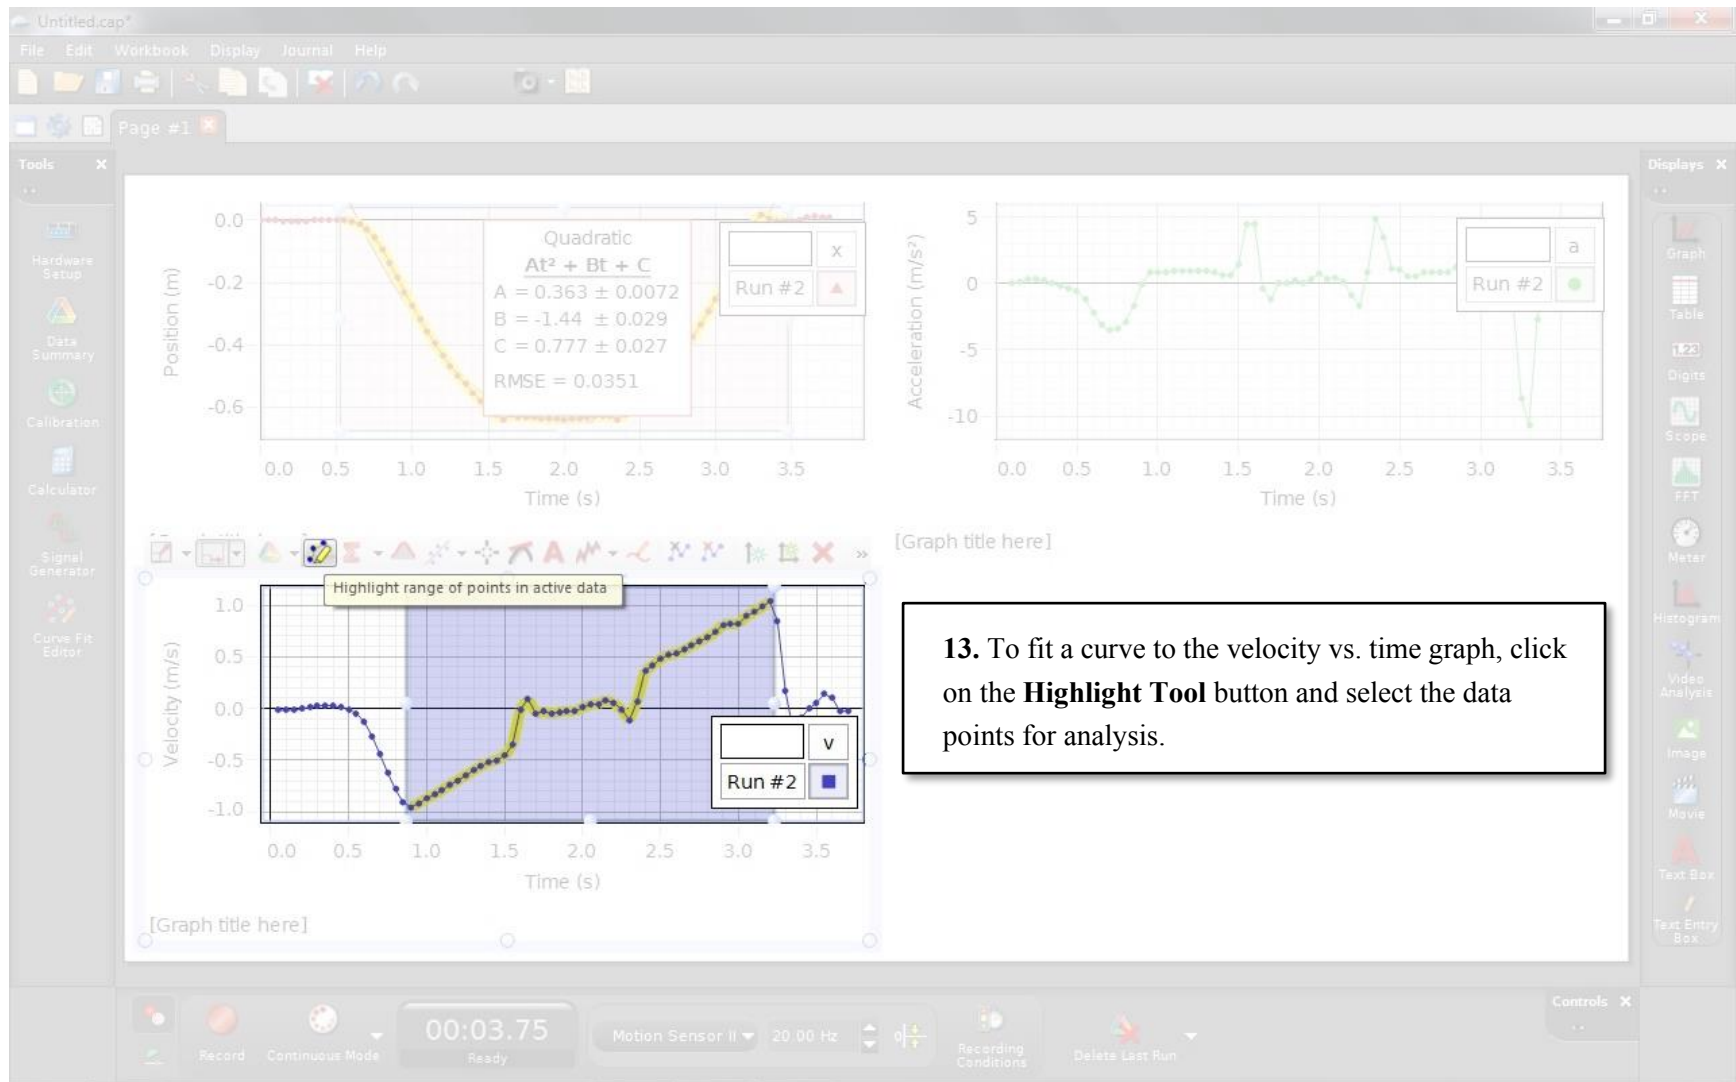 Untitled.cap*
File Edit Workbook Display Journal Help
Page #1
Tools
Hardware
Setup
Data
Summary
Calibration
Calculator
Signal
Generator
Curve Fit
Editor
Displays
Graph
Table
1.23
Digits
Scope
FFT
Meter
Histogram
Video
Analysis
Image
Movie
Text Box
Text Entry
Box
Position (m)
0.0
-0.2
-0.4
-0.6
Quadratic
At² + Bt + C
A = 0.363 ± 0.0072
B = -1.44 ± 0.029
C = 0.777 ± 0.027
RMSE = 0.0351
x
Run #2
0.0 0.5 1.0 1.5 2.0 2.5 3.0 3.5
Time (s)
Acceleration (m/s²)
5
0
-5
-10
a
Run #2
0.0 0.5 1.0 1.5 2.0 2.5 3.0 3.5
Time (s)
[Graph title here]
Highlight range of points in active data
Velocity (m/s)
1.0
0.5
0.0
-0.5
-1.0
v
Run #2
0.0 0.5 1.0 1.5 2.0 2.5 3.0 3.5
Time (s)
[Graph title here]
13. To fit a curve to the velocity vs. time graph, click
on the Highlight Tool button and select the data
points for analysis.
Record
Continuous Mode
00:03.75
Ready
Motion Sensor II
20.00 Hz
Recording
Conditions
Delete Last Run
Controls